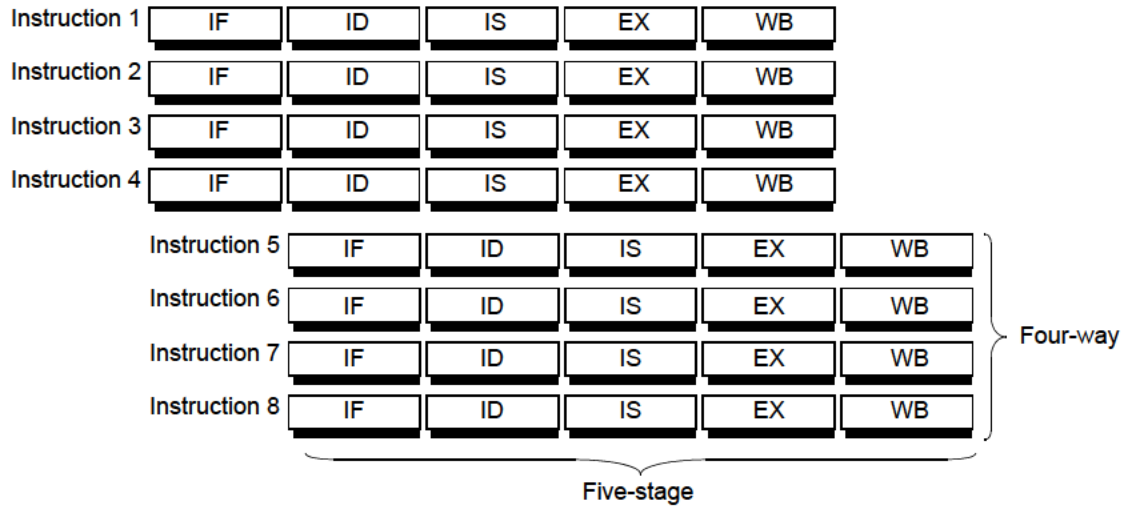 Instruction 1 IF ID IS EX WB
Instruction 2 IF ID IS EX WB
Instruction 3 IF ID IS EX WB
Instruction 4 IF ID IS EX WB
Instruction 5 IF ID IS EX WB
Instruction 6 IF ID IS EX WB
Four-way
Instruction 7 IF ID IS EX WB
Instruction 8 IF ID IS EX WB
Five-stage